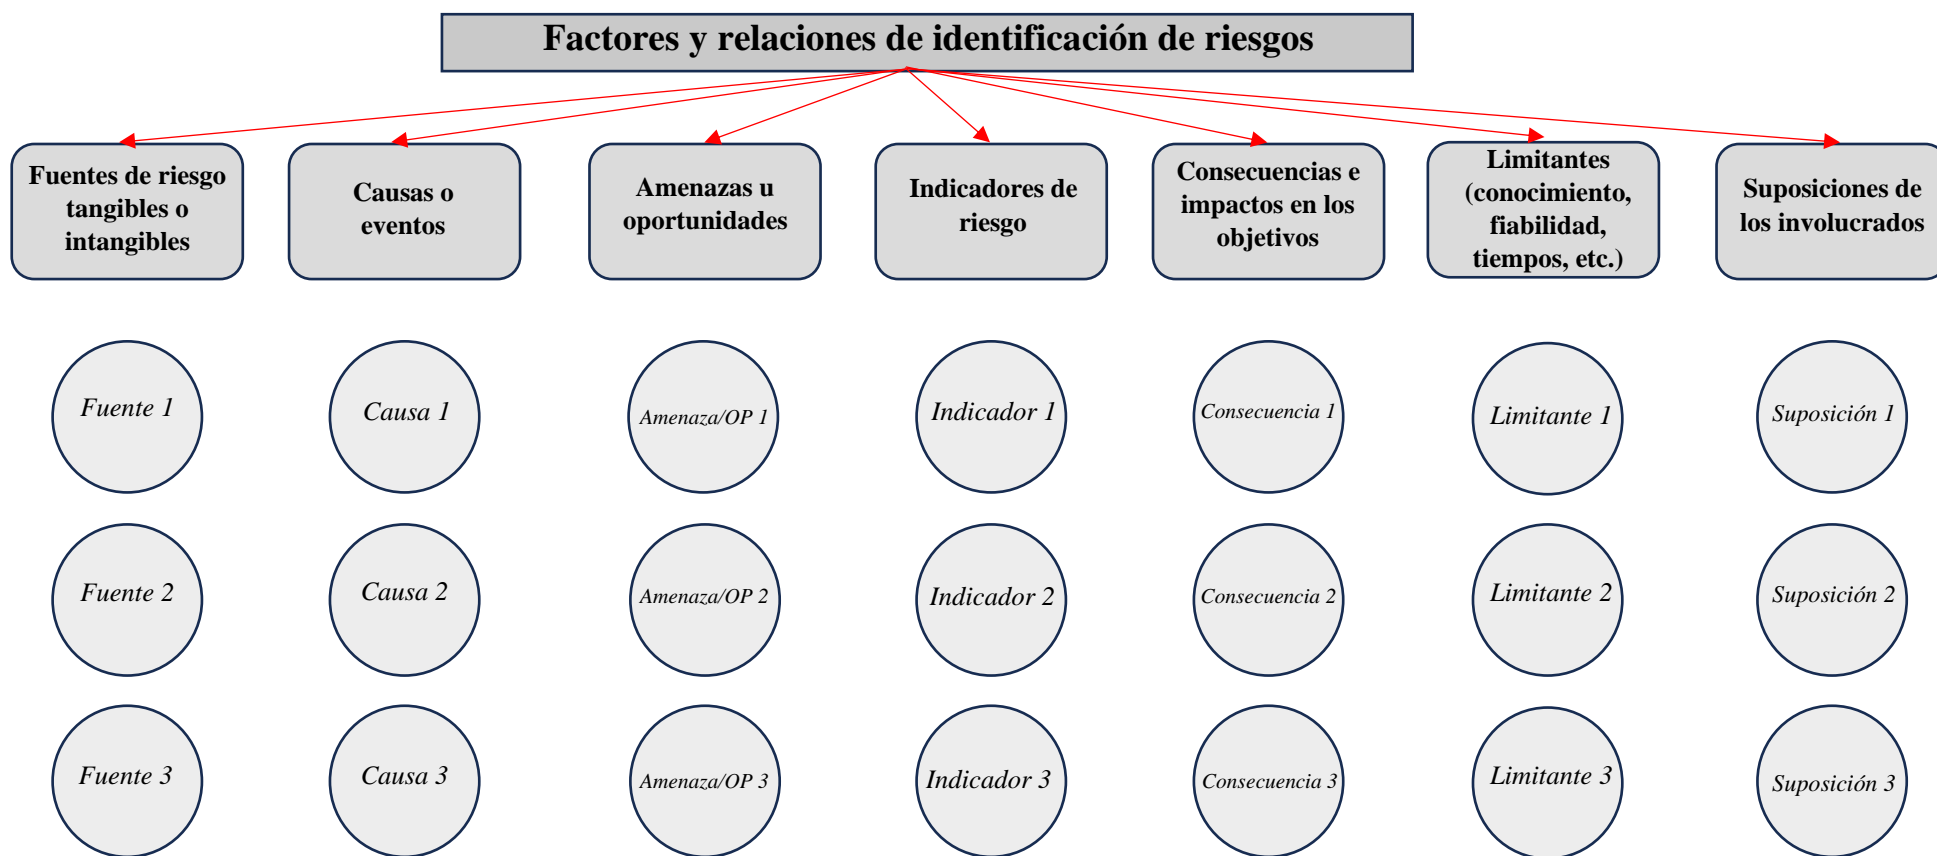 Factores y relaciones de identificación de riesgos
Fuentes de riesgo
tangibles o
intangibles
Causas o
eventos
Amenazas u
oportunidades
Indicadores de
riesgo
Consecuencias e
impactos en los
objetivos
Limitantes
(conocimiento,
fiabilidad,
tiempos, etc.)
Suposiciones de
los involucrados
Fuente 1
Causa 1
Amenaza/OP 1
Indicador 1
Consecuencia 1
Limitante 1
Suposición 1
Fuente 2
Causa 2
Amenaza/OP 2
Indicador 2
Consecuencia 2
Limitante 2
Suposición 2
Fuente 3
Causa 3
Amenaza/OP 3
Indicador 3
Consecuencia 3
Limitante 3
Suposición 3